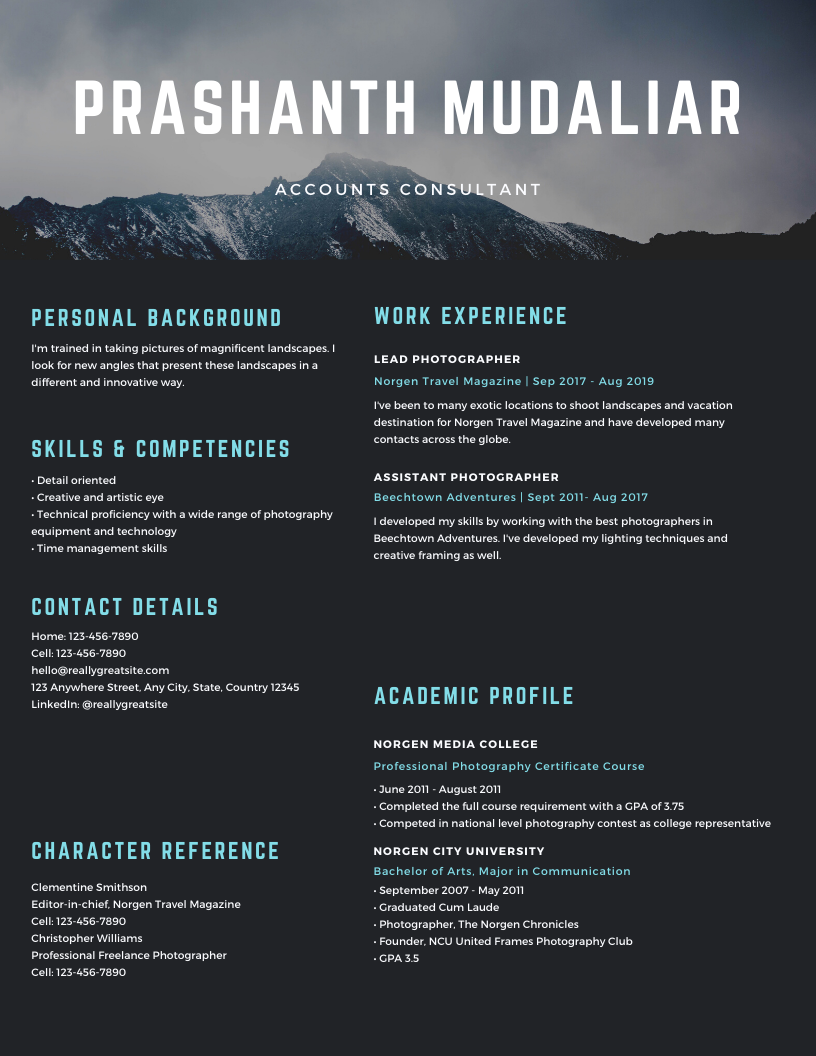 PRASHANTH MUDALIAR
ACCOUNTS CONSULTANT
PERSONAL BACKGROUND
I'm trained in taking pictures of magnificent landscapes. I
look for new angles that present these landscapes in a
different and innovative way.
SKILLS & COMPETENCIES
• Detail oriented
• Creative and artistic eye
• Technical proficiency with a wide range of photography
equipment and technology
• Time management skills
CONTACT DETAILS
Home: 123-456-7890
Cell: 123-456-7890
hello@reallygreatsite.com
123 Anywhere Street, Any City, State, Country 12345
LinkedIn: @reallygreatsite
CHARACTER REFERENCE
Clementine Smithson
Editor-in-chief, Norgen Travel Magazine
Cell: 123-456-7890
Christopher Williams
Professional Freelance Photographer
Cell: 123-456-7890
WORK EXPERIENCE
LEAD PHOTOGRAPHER
Norgen Travel Magazine | Sep 2017 - Aug 2019
I've been to many exotic locations to shoot landscapes and vacation
destination for Norgen Travel Magazine and have developed many
contacts across the globe.
ASSISTANT PHOTOGRAPHER
Beechtown Adventures | Sept 2011- Aug 2017
I developed my skills by working with the best photographers in
Beechtown Adventures. I've developed my lighting techniques and
creative framing as well.
ACADEMIC PROFILE
NORGEN MEDIA COLLEGE
Professional Photography Certificate Course
• June 2011 - August 2011
• Completed the full course requirement with a GPA of 3.75
• Competed in national level photography contest as college representative
NORGEN CITY UNIVERSITY
Bachelor of Arts, Major in Communication
• September 2007 - May 2011
• Graduated Cum Laude
• Photographer, The Norgen Chronicles
• Founder, NCU United Frames Photography Club
• GPA 3.5